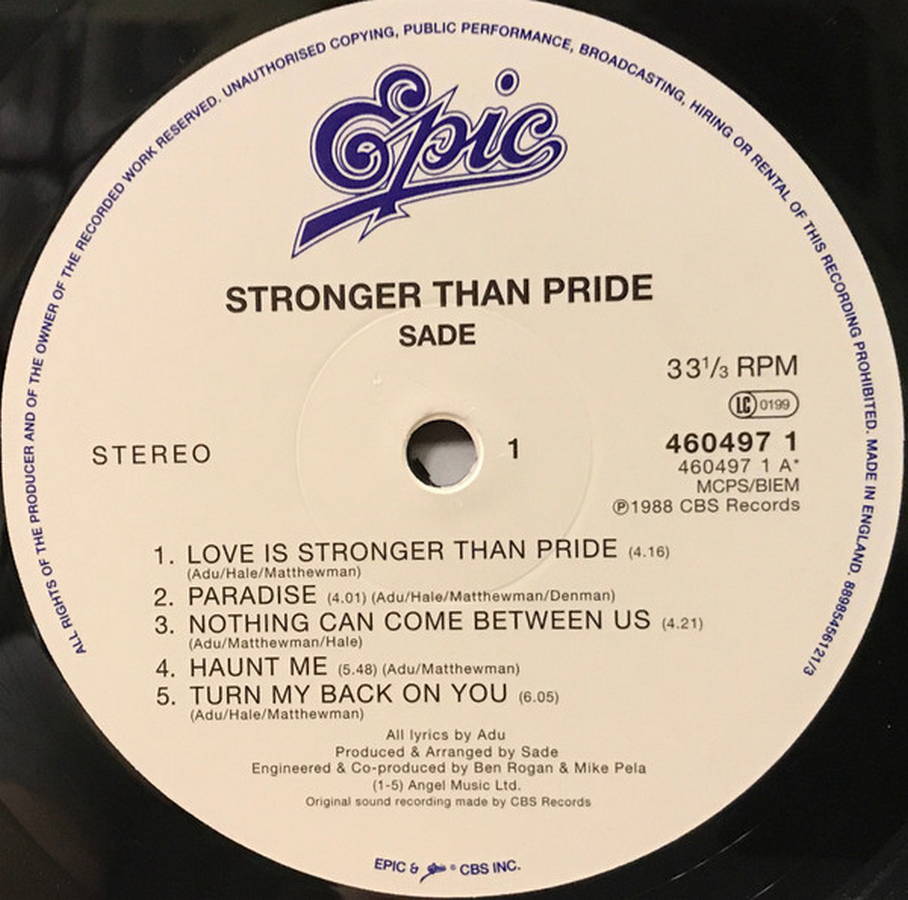 ALL RIGHTS OF THE PRODUCER AND OF THE OWNER OF THE RECORDED WORK RESERVED. UNAUTHORISED COPYING, PUBLIC PERFORMANCE, BROADCASTING, HIRING OR RENTAL OF THIS RECORDING PROHIBITED. MADE IN ENGLAND. 88985456121/3
Epic
STRONGER THAN PRIDE
SADE
33 1/3 RPM
LC 0199
STEREO
1
460497 1
460497 1 A*
MCPS/BIEM
℗1988 CBS Records
1. LOVE IS STRONGER THAN PRIDE (4.16)
(Adu/Hale/Matthewman)
2. PARADISE (4.01) (Adu/Hale/Matthewman/Denman)
3. NOTHING CAN COME BETWEEN US (4.21)
(Adu/Matthewman/Hale)
4. HAUNT ME (5.48) (Adu/Matthewman)
5. TURN MY BACK ON YOU (6.05)
(Adu/Hale/Matthewman)
All lyrics by Adu
Produced & Arranged by Sade
Engineered & Co-produced by Ben Rogan & Mike Pela
(1-5) Angel Music Ltd.
Original sound recording made by CBS Records
EPIC & Epic ® CBS INC.